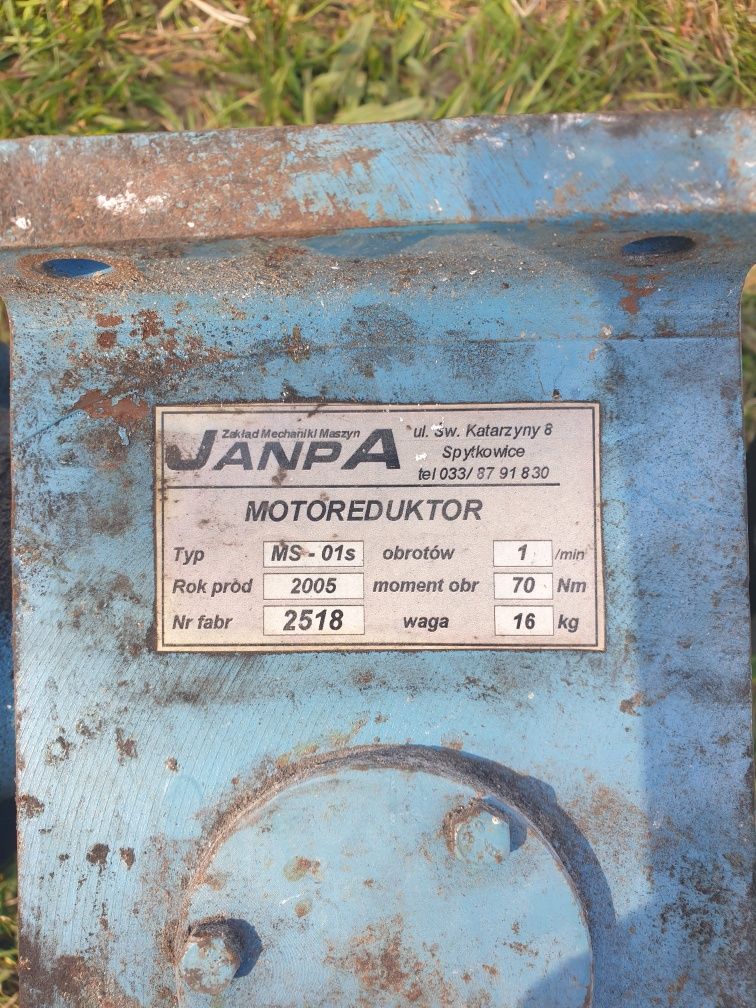 Zakład Mechaniki Maszyn
JANPA
ul. Św. Katarzyny 8
Spytkowice
tel 033/ 87 91 830
MOTOREDUKTOR
Typ MS - 01s obrotów 1 /min
Rok prod 2005 moment obr 70 Nm
Nr fabr 2518 waga 16 kg